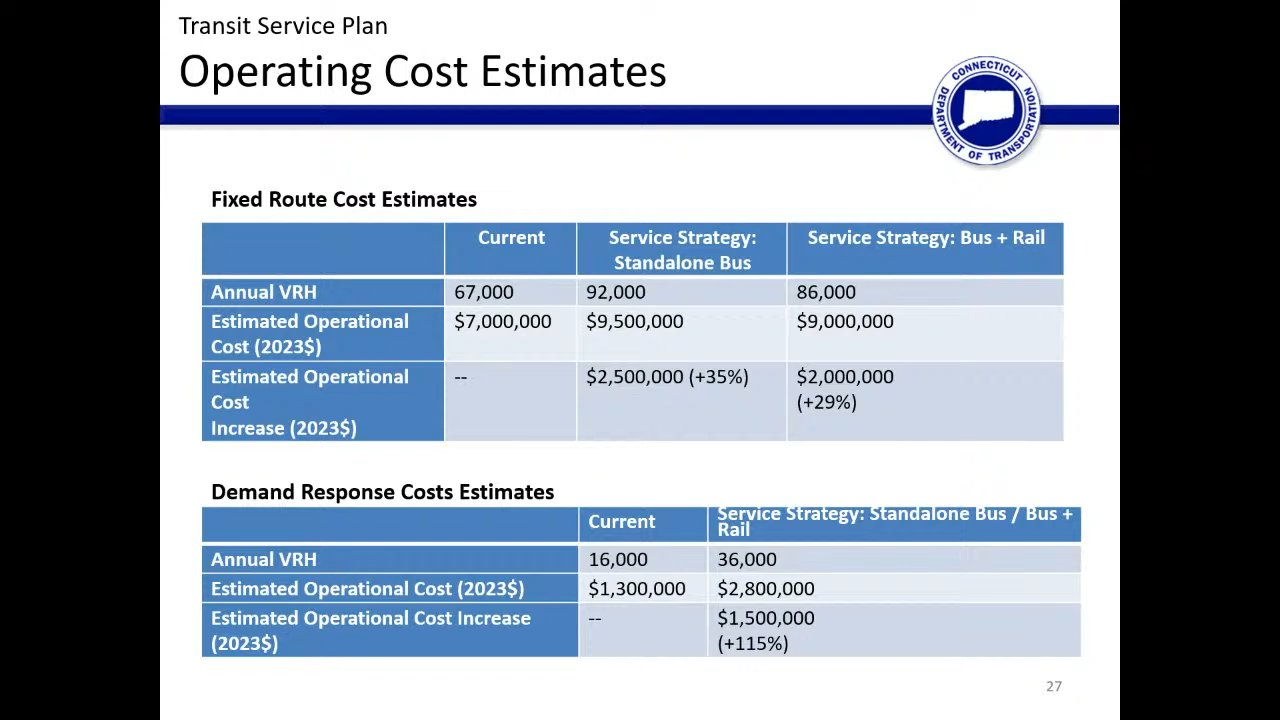 Transit Service Plan
Operating Cost Estimates
CONNECTICUT
DEPARTMENT OF TRANSPORTATION
Fixed Route Cost Estimates
Current
Service Strategy:
Standalone Bus
Service Strategy: Bus + Rail
Annual VRH
67,000
92,000
86,000
Estimated Operational
Cost (2023$)
$7,000,000
$9,500,000
$9,000,000
Estimated Operational
Cost
Increase (2023$)
--
$2,500,000 (+35%)
$2,000,000
(+29%)
Demand Response Costs Estimates
Current
Service Strategy: Standalone Bus / Bus +
Rail
Annual VRH
16,000
36,000
Estimated Operational Cost (2023$)
$1,300,000
$2,800,000
Estimated Operational Cost Increase
(2023$)
--
$1,500,000
(+115%)
27